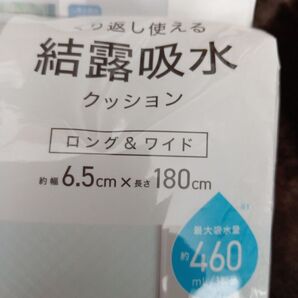 り返し使える
結露吸水
クッション
ロング&ワイド
約幅6.5cm×長さ180cm
※1
最大吸水量
約460